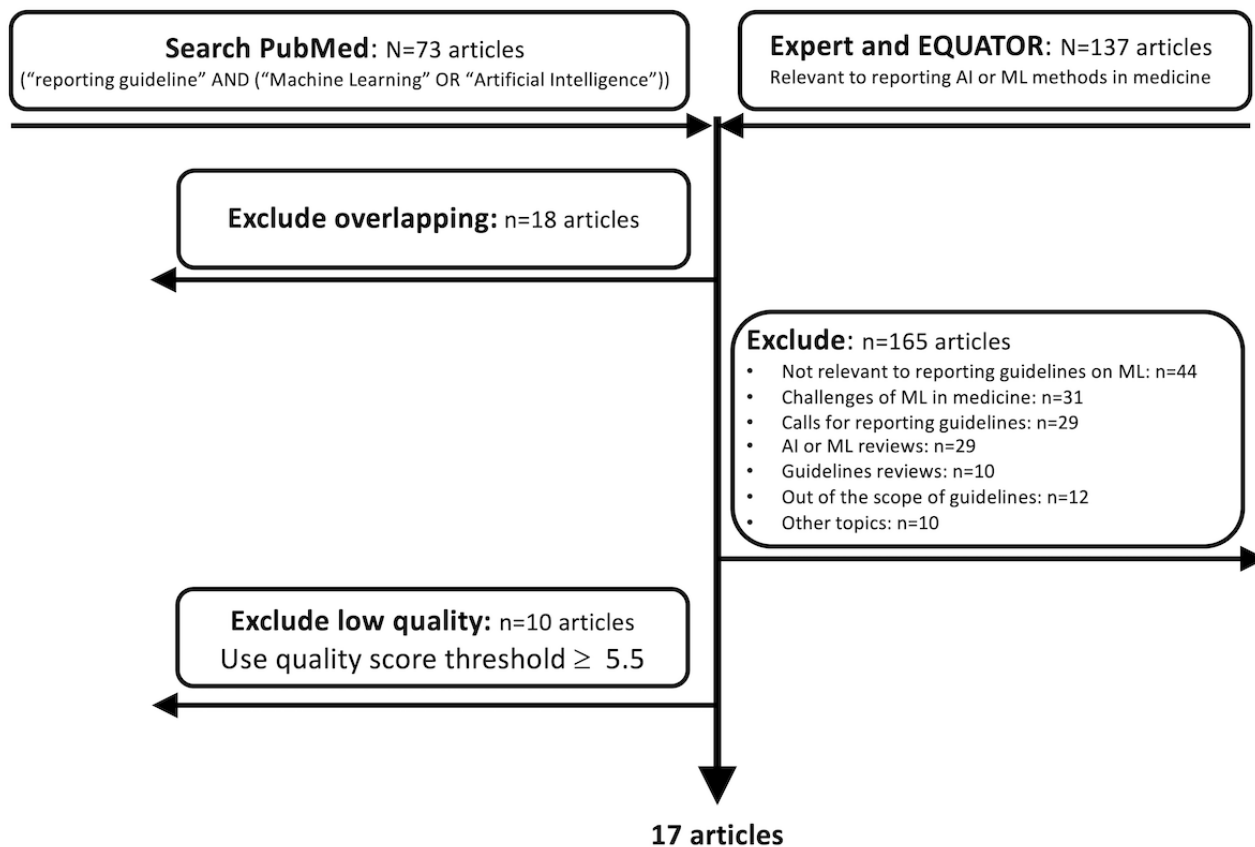 Search PubMed: N=73 articles
(“reporting guideline” AND (“Machine Learning” OR “Artificial Intelligence”))
Expert and EQUATOR: N=137 articles
Relevant to reporting AI or ML methods in medicine
Exclude overlapping: n=18 articles
Exclude: n=165 articles
• Not relevant to reporting guidelines on ML: n=44
• Challenges of ML in medicine: n=31
• Calls for reporting guidelines: n=29
• AI or ML reviews: n=29
• Guidelines reviews: n=10
• Out of the scope of guidelines: n=12
• Other topics: n=10
Exclude low quality: n=10 articles
Use quality score threshold ≥ 5.5
17 articles